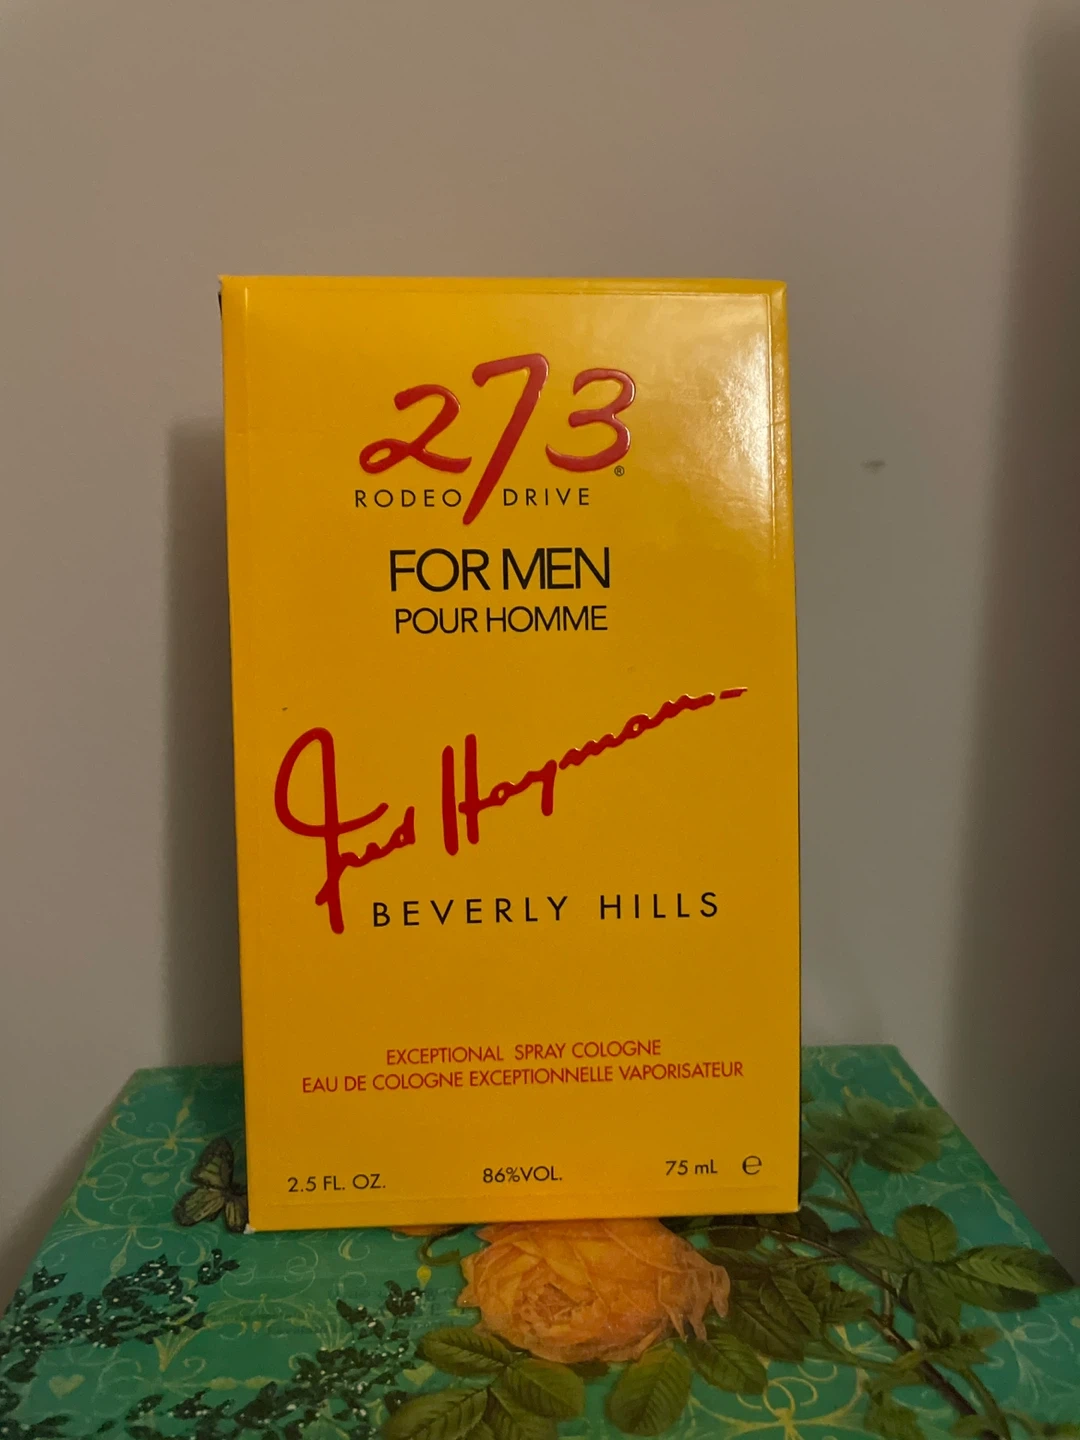 273®
RODEO DRIVE
FOR MEN
POUR HOMME
Fred Hayman
BEVERLY HILLS
EXCEPTIONAL SPRAY COLOGNE
EAU DE COLOGNE EXCEPTIONNELLE VAPORISATEUR
2.5 FL. OZ. 86%VOL. 75 mL ℮